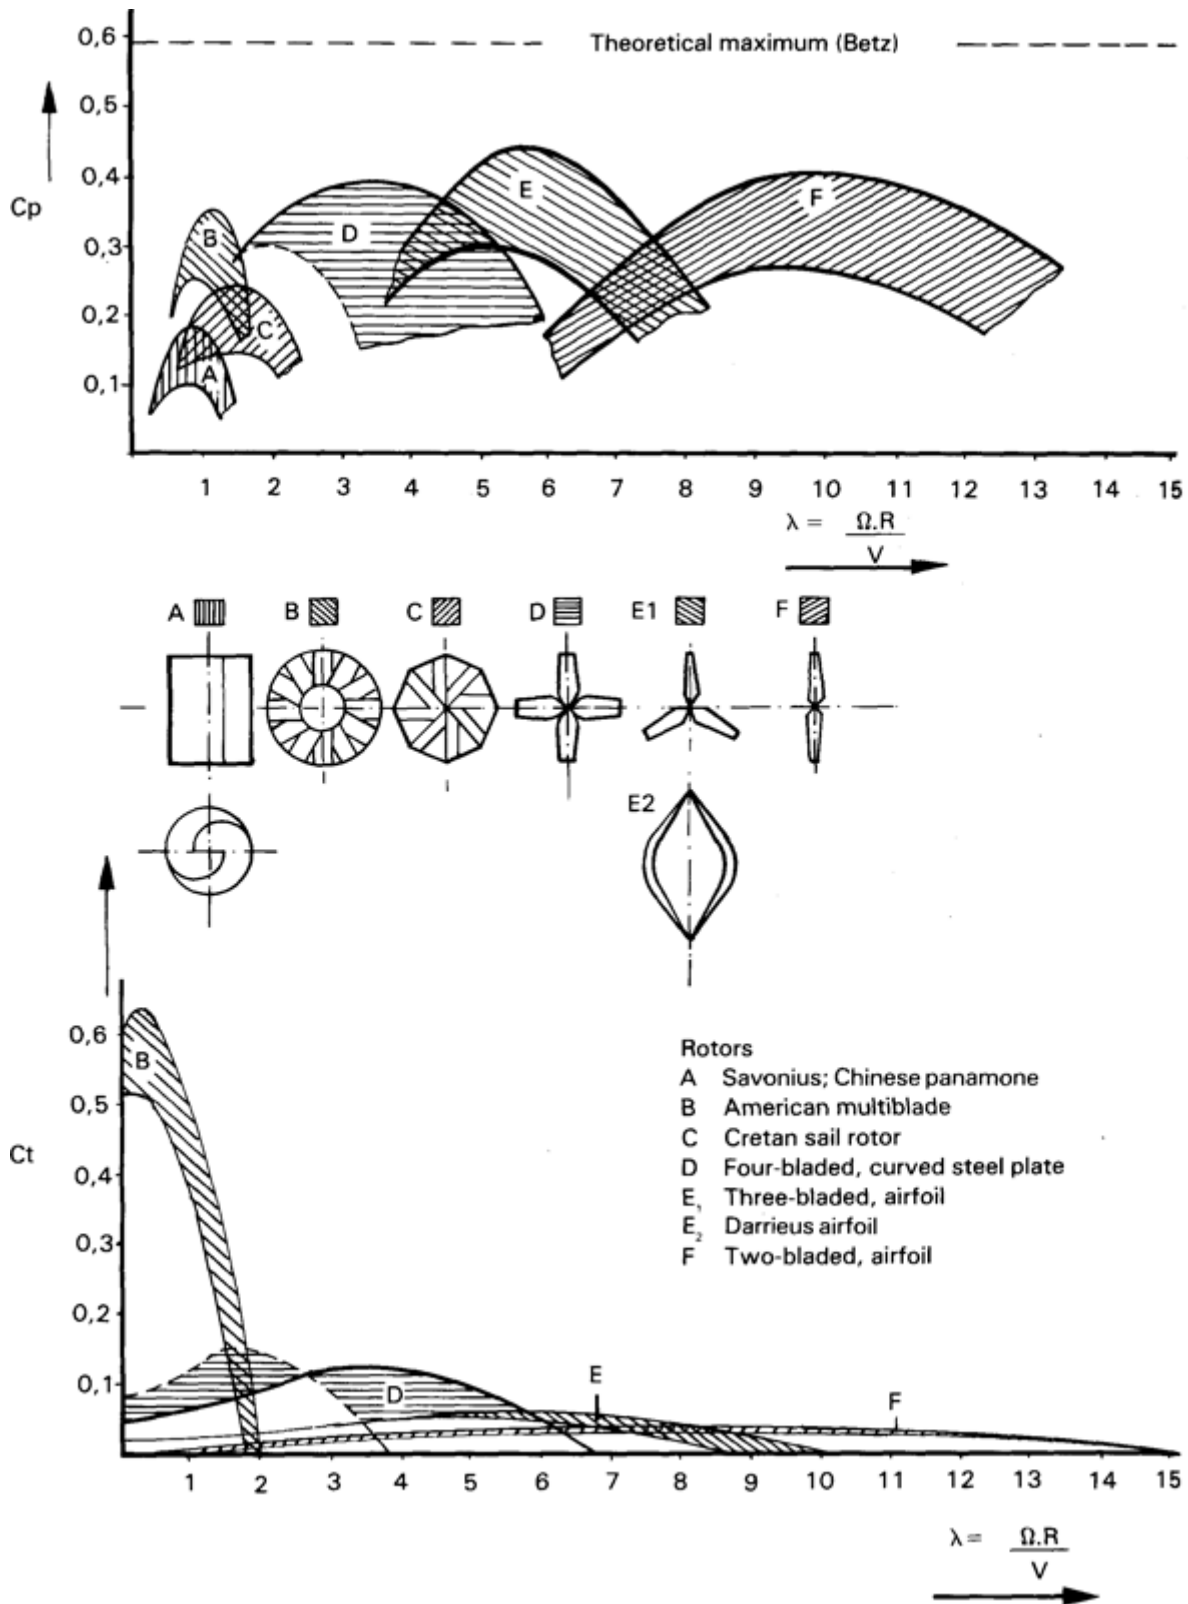 0,6
Theoretical maximum (Betz)
0,5
0,4
Cp
0,3
0,2
0,1
A
B
C
D
E
F
1 2 3 4 5 6 7 8 9 10 11 12 13 14 15
λ = Ω.R
V
A B C D E1 F
E2
0,6
B
0,5
Ct
0,4
0,3
0,2
0,1
D
E
F
Rotors
A Savonius; Chinese panamone
B American multiblade
C Cretan sail rotor
D Four-bladed, curved steel plate
E₁ Three-bladed, airfoil
E₂ Darrieus airfoil
F Two-bladed, airfoil
1 2 3 4 5 6 7 8 9 10 11 12 13 14 15
λ = Ω.R
V